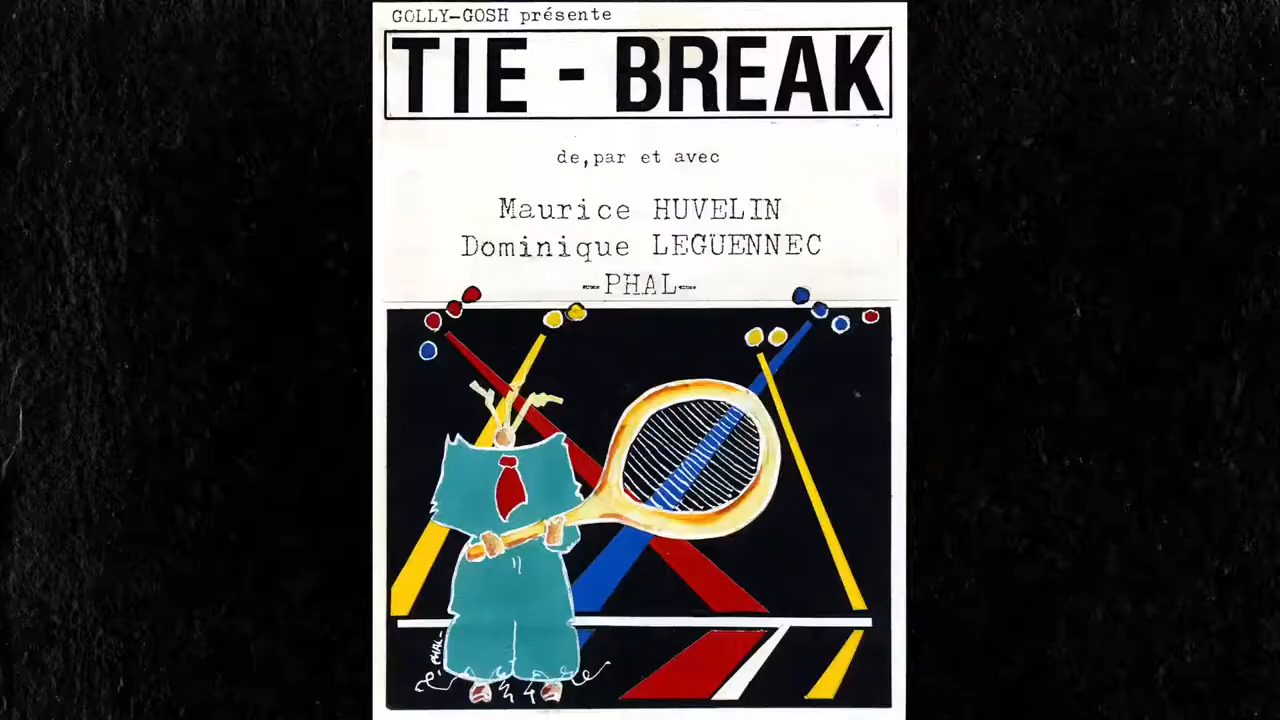 GOLLY-GOSH présente
TIE - BREAK
de,par et avec
Maurice HUVELIN
Dominique LEGUENNEC
-PHAL-
PHAL-